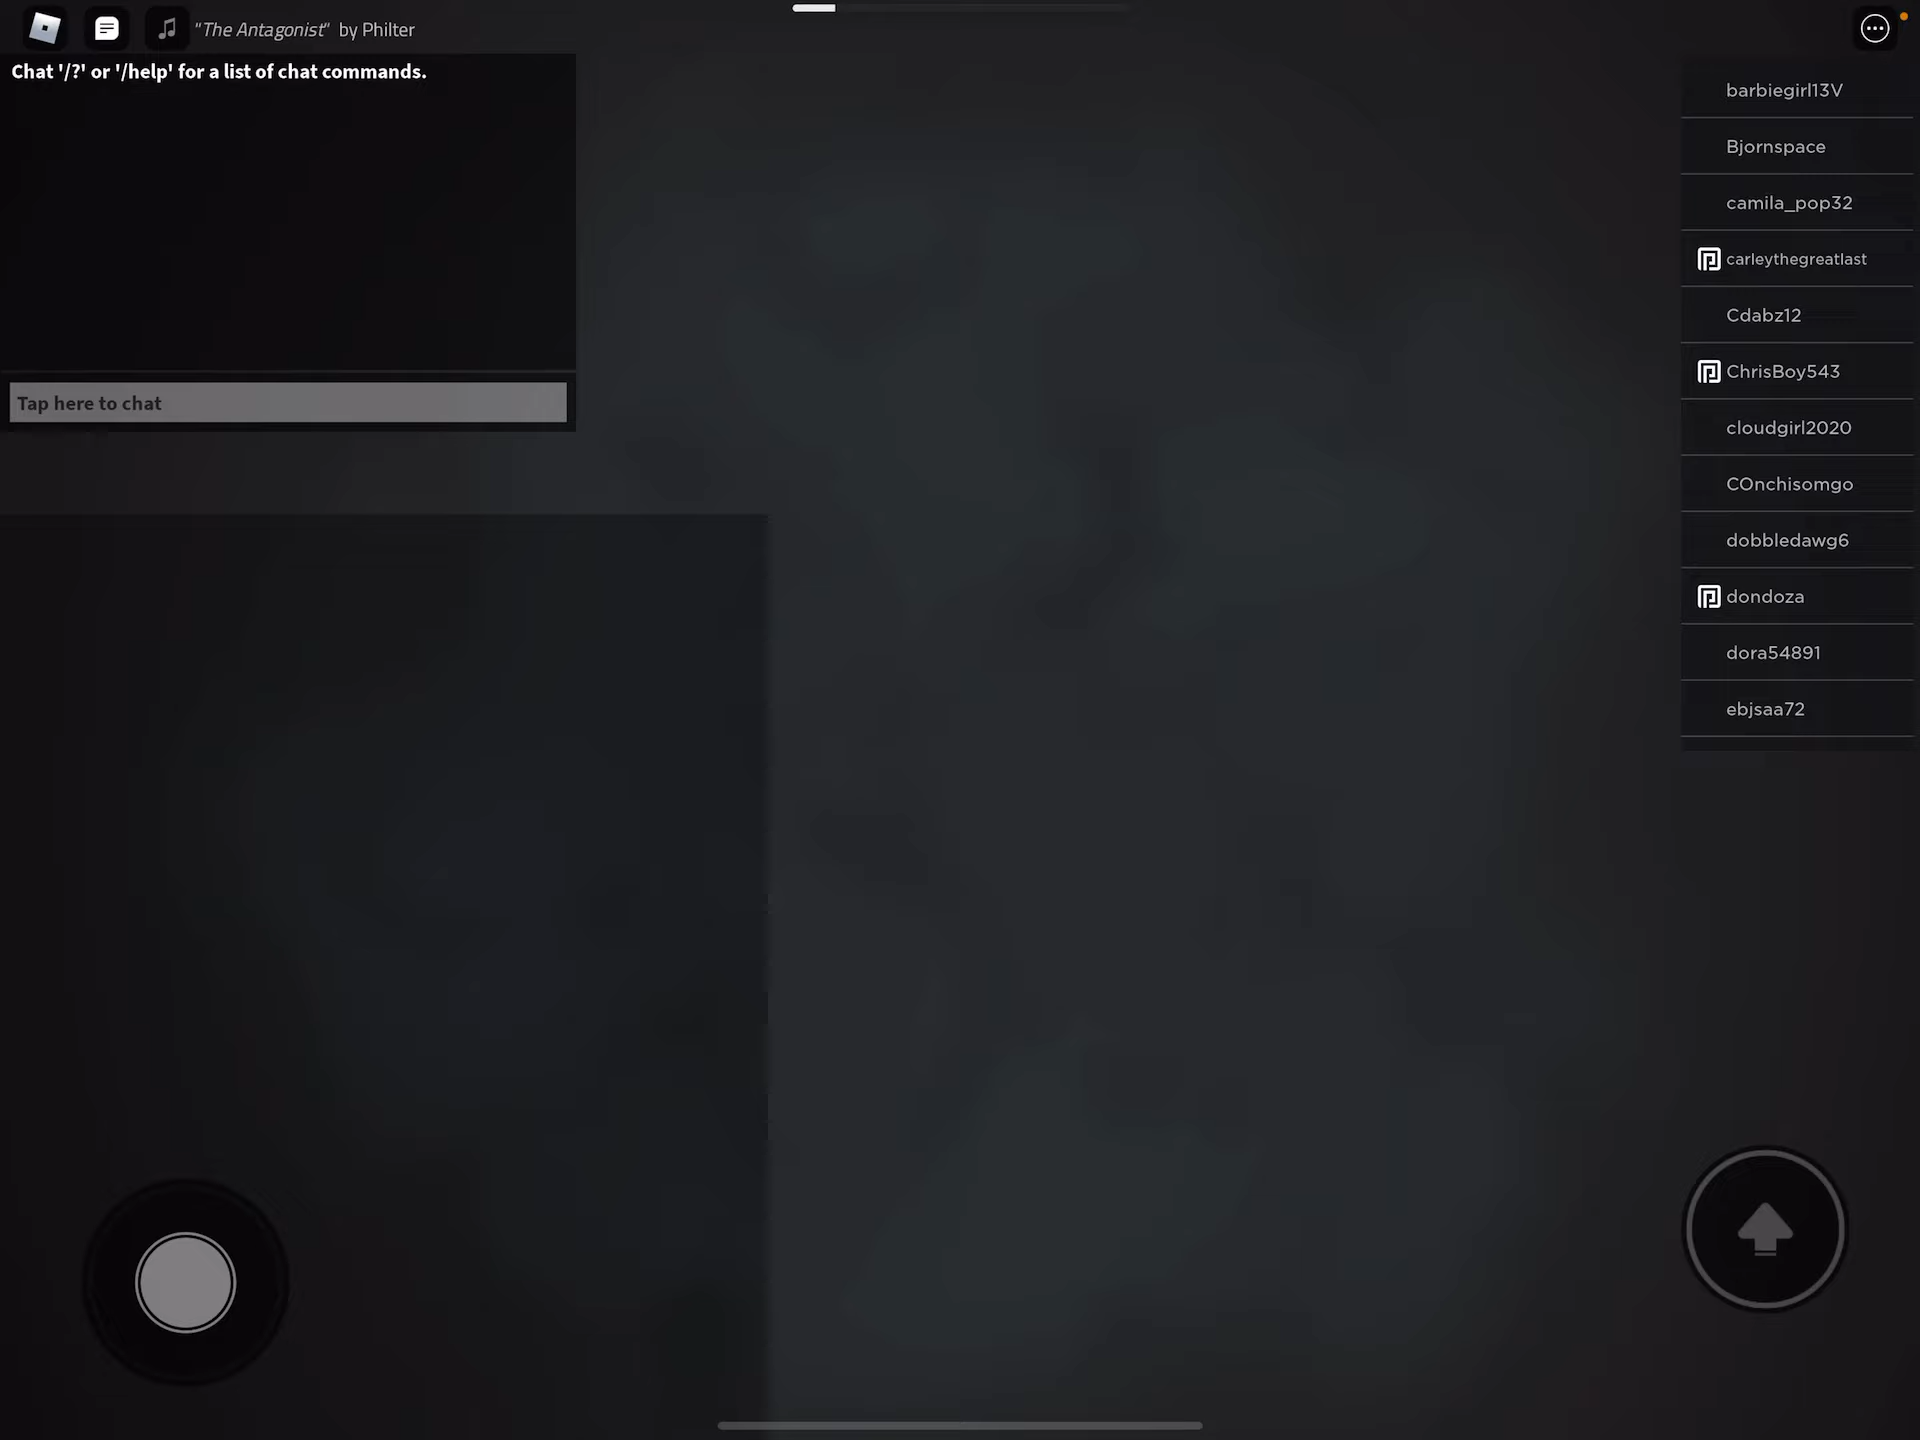 "The Antagonist" by Philter
Chat '/?' or '/help' for a list of chat commands.
Tap here to chat
barbiegirl13V
Bjornspace
camila_pop32
carleythegreatlast
Cdabz12
ChrisBoy543
cloudgirl2020
COnchisomgo
dobbledawg6
dondoza
dora54891
ebjsaa72